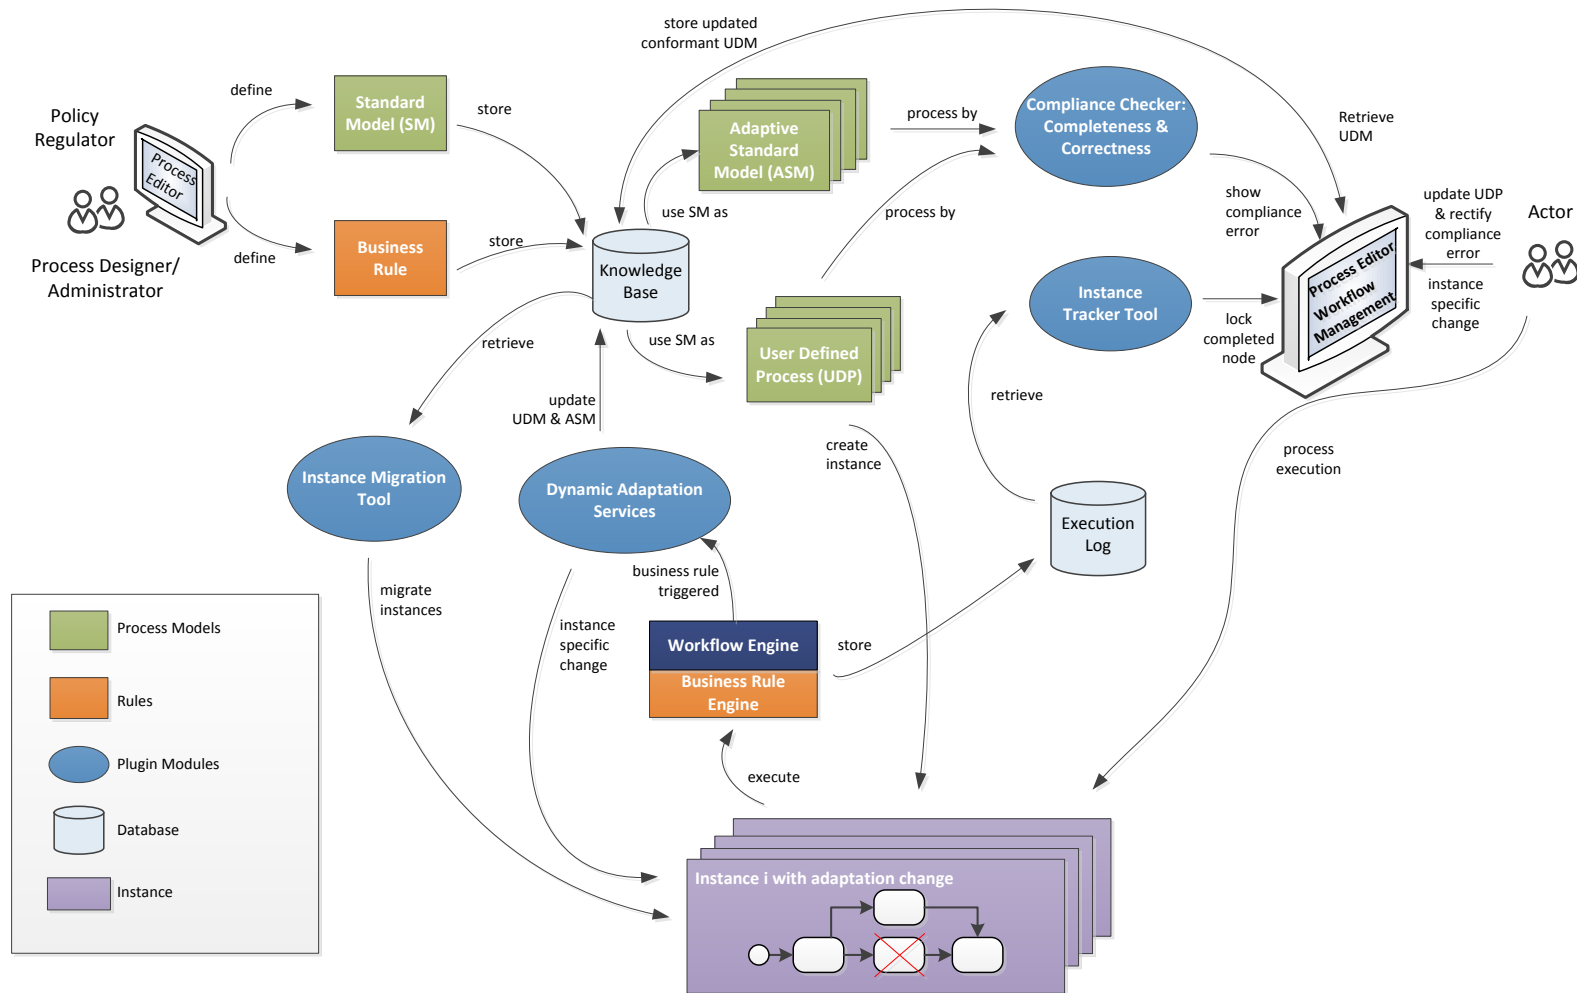 store updated
conformant UDM
define
Standard
Model (SM)
store
Policy
Regulator
Process
Editor
Adaptive
Standard
Model (ASM)
process by
Compliance Checker:
Completeness &
Correctness
Retrieve
UDM
use SM as
process by
show
compliance
error
update UDP
& rectify
compliance
error
Actor
define
Business
Rule
store
Process Designer/
Administrator
Knowledge
Base
Instance
Tracker Tool
lock
completed
node
Process Editor
Workflow
Management
instance
specific
change
retrieve
use SM as
User Defined
Process (UDP)
update
UDM & ASM
retrieve
create
instance
process
execution
Instance Migration
Tool
Dynamic Adaptation
Services
Execution
Log
business rule
triggered
migrate
instances
instance
specific
change
Workflow Engine
Business Rule
Engine
store
execute
Process Models
Rules
Plugin Modules
Database
Instance
Instance i with adaptation change